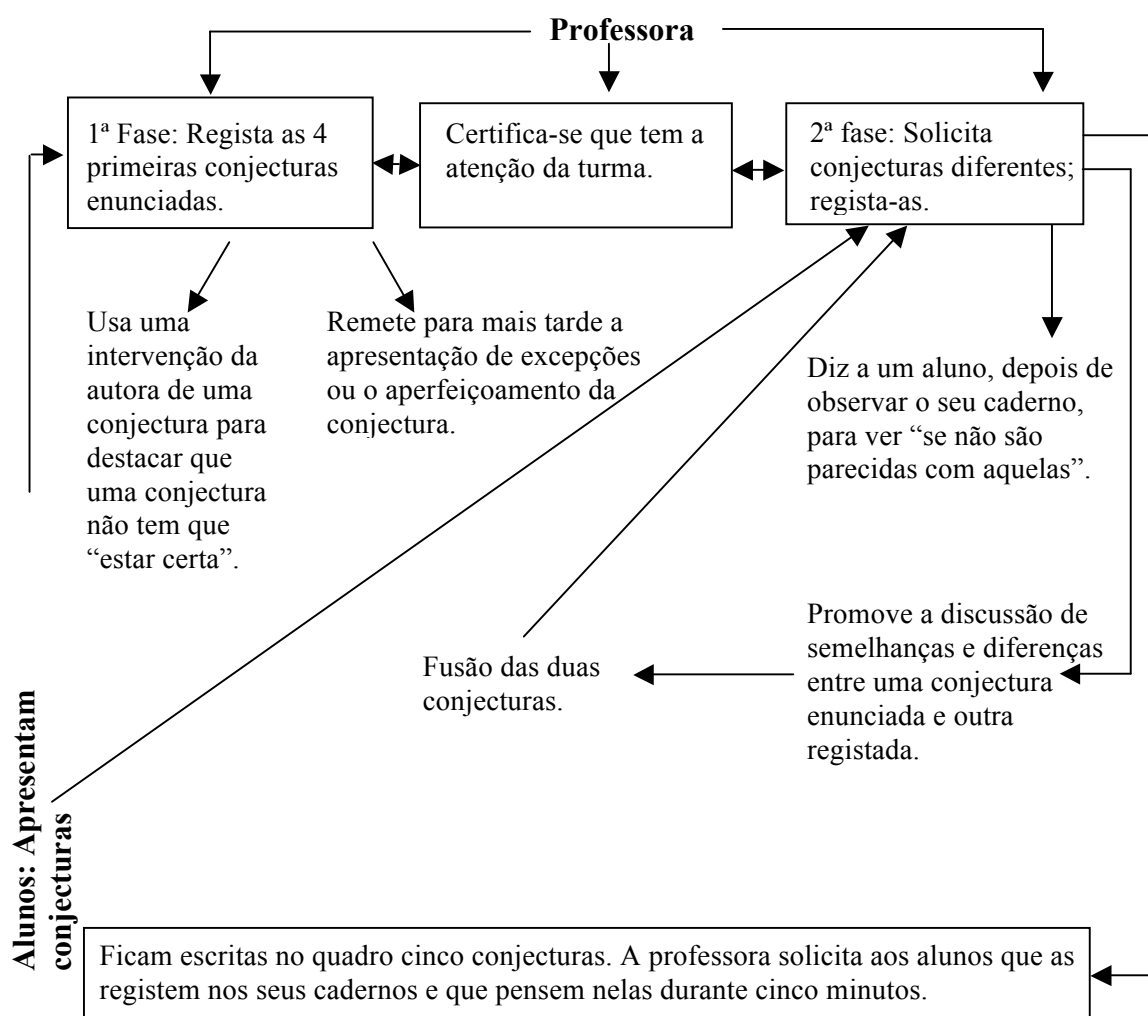 Professora
1ª Fase: Regista as 4
primeiras conjecturas
enunciadas.
Certifica-se que tem a
atenção da turma.
2ª fase: Solicita
conjecturas diferentes;
regista-as.
Usa uma
intervenção da
autora de uma
conjectura para
destacar que
uma conjectura
não tem que
“estar certa”.
Remete para mais tarde a
apresentação de excepções
ou o aperfeiçoamento da
conjectura.
Diz a um aluno, depois de
observar o seu caderno,
para ver “se não são
parecidas com aquelas”.
Promove a discussão de
semelhanças e diferenças
entre uma conjectura
enunciada e outra
registada.
Fusão das duas
conjecturas.
Alunos: Apresentam
conjecturas
Ficam escritas no quadro cinco conjecturas. A professora solicita aos alunos que as
registem nos seus cadernos e que pensem nelas durante cinco minutos.